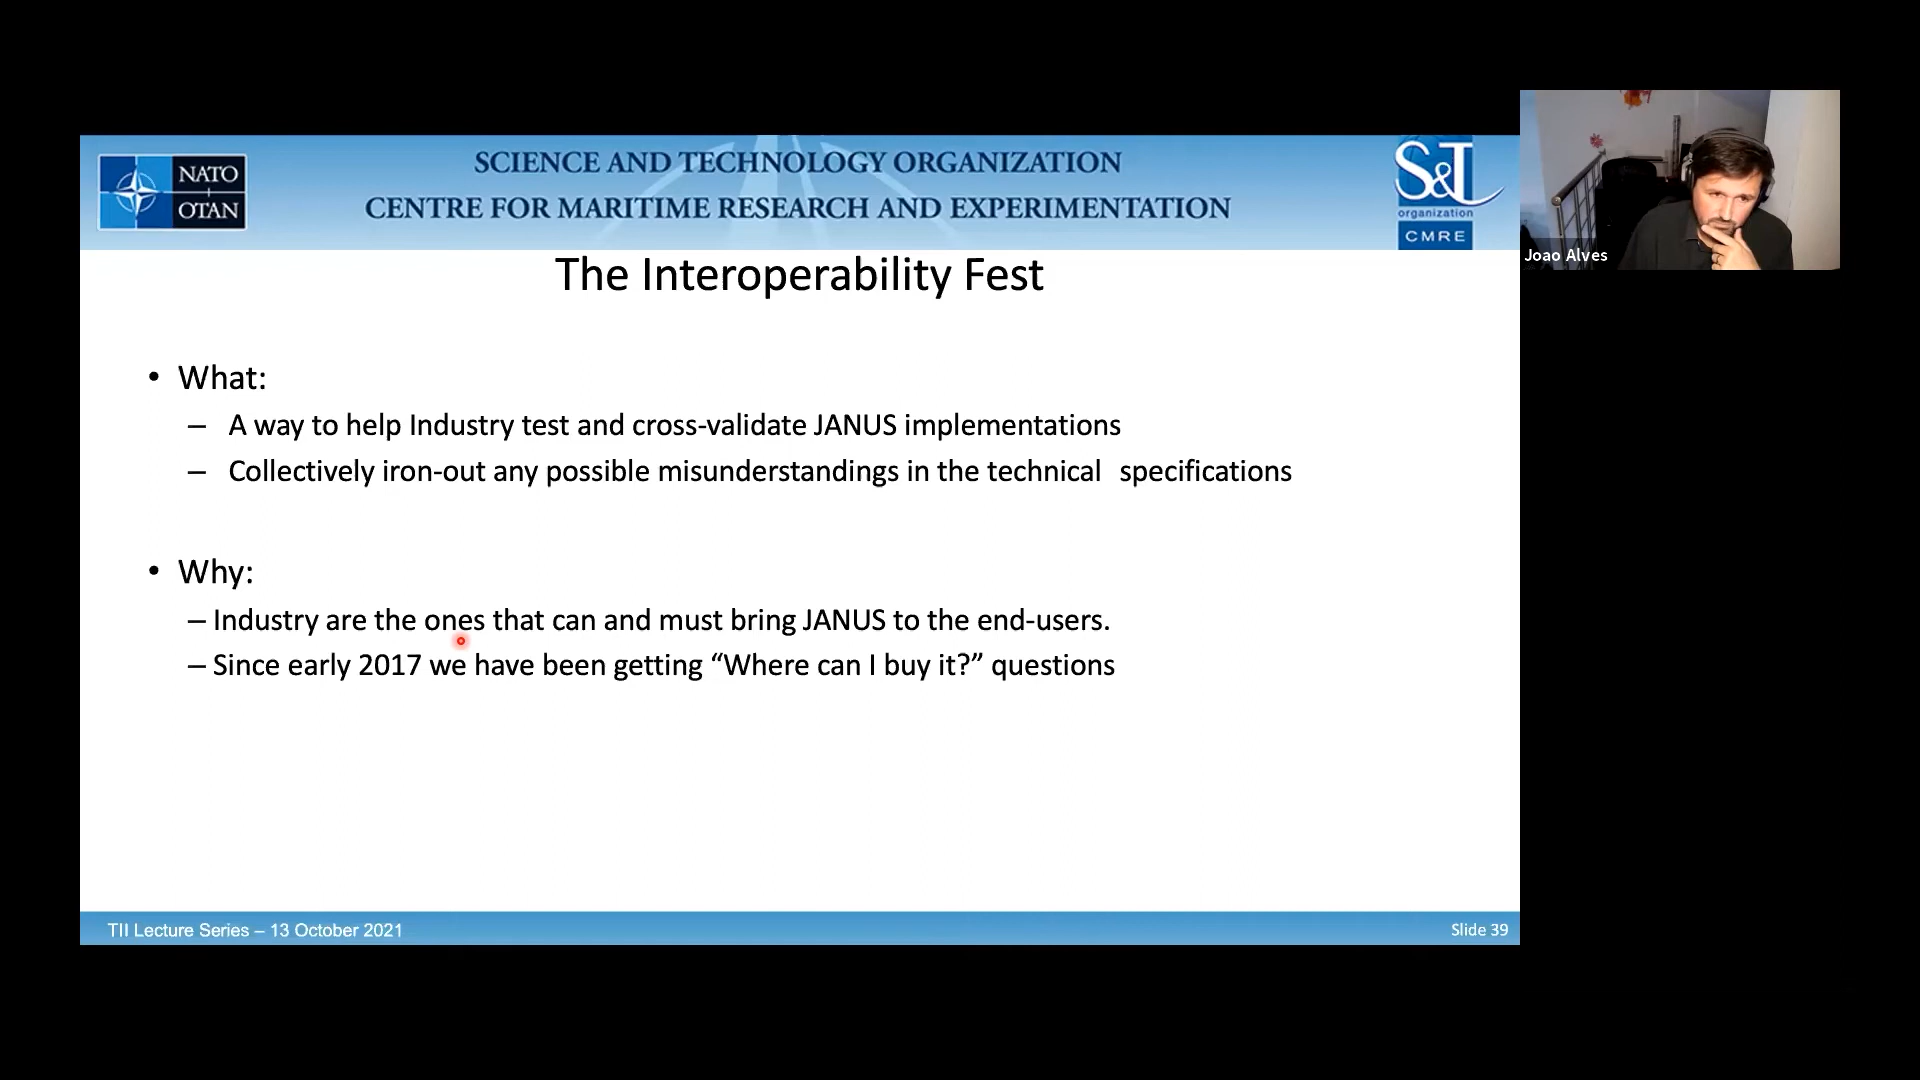 NATO
OTAN
SCIENCE AND TECHNOLOGY ORGANIZATION
CENTRE FOR MARITIME RESEARCH AND EXPERIMENTATION
S&T
organization
CMRE
Joao Alves
The Interoperability Fest
• What:
– A way to help Industry test and cross-validate JANUS implementations
– Collectively iron-out any possible misunderstandings in the technical specifications
• Why:
– Industry are the ones that can and must bring JANUS to the end-users.
– Since early 2017 we have been getting “Where can I buy it?” questions
TII Lecture Series – 13 October 2021
Slide 39